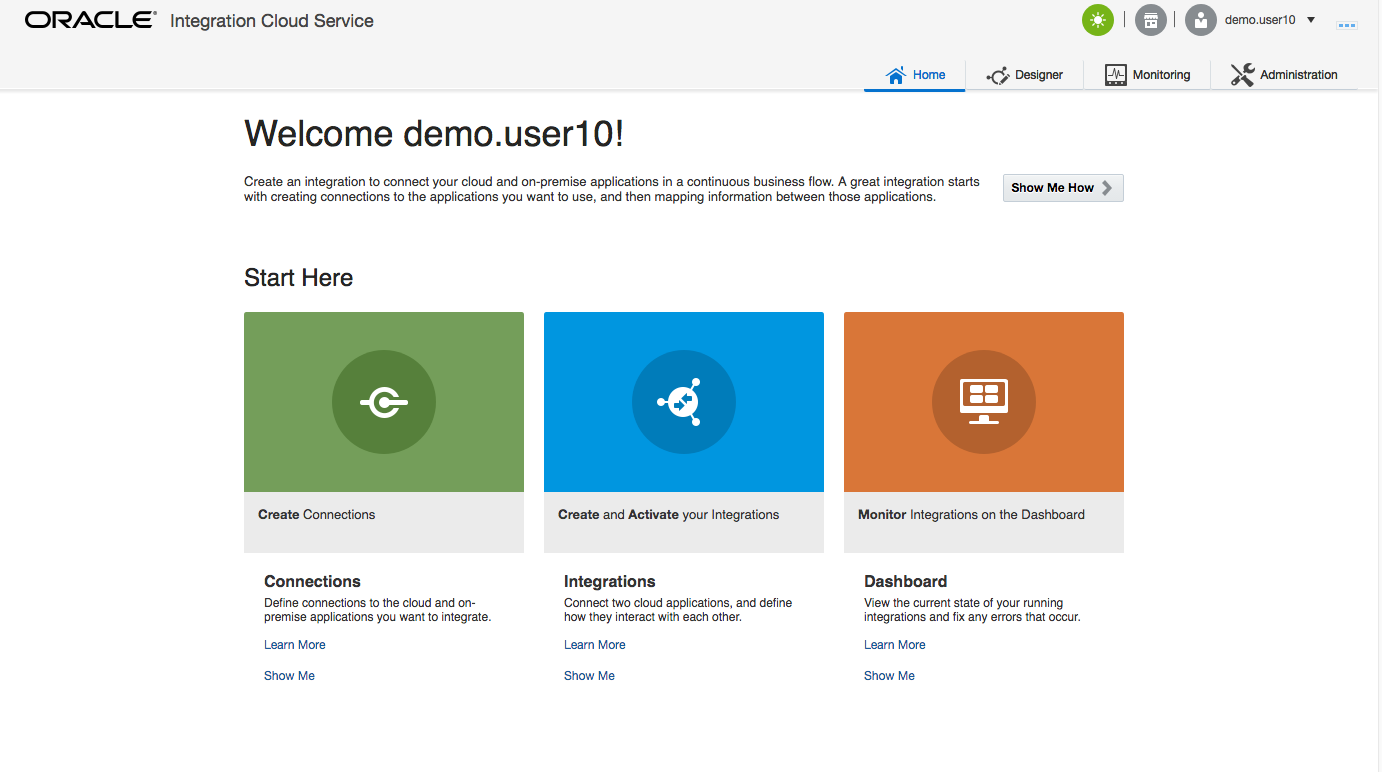 ORACLE® Integration Cloud Service
demo.user10
Home
Designer
Monitoring
Administration
Welcome demo.user10!
Create an integration to connect your cloud and on-premise applications in a continuous business flow. A great integration starts
with creating connections to the applications you want to use, and then mapping information between those applications.
Show Me How
Start Here
Create Connections
Create and Activate your Integrations
Monitor Integrations on the Dashboard
Connections
Define connections to the cloud and on-
premise applications you want to integrate.
Learn More
Show Me
Integrations
Connect two cloud applications, and define
how they interact with each other.
Learn More
Show Me
Dashboard
View the current state of your running
integrations and fix any errors that occur.
Learn More
Show Me